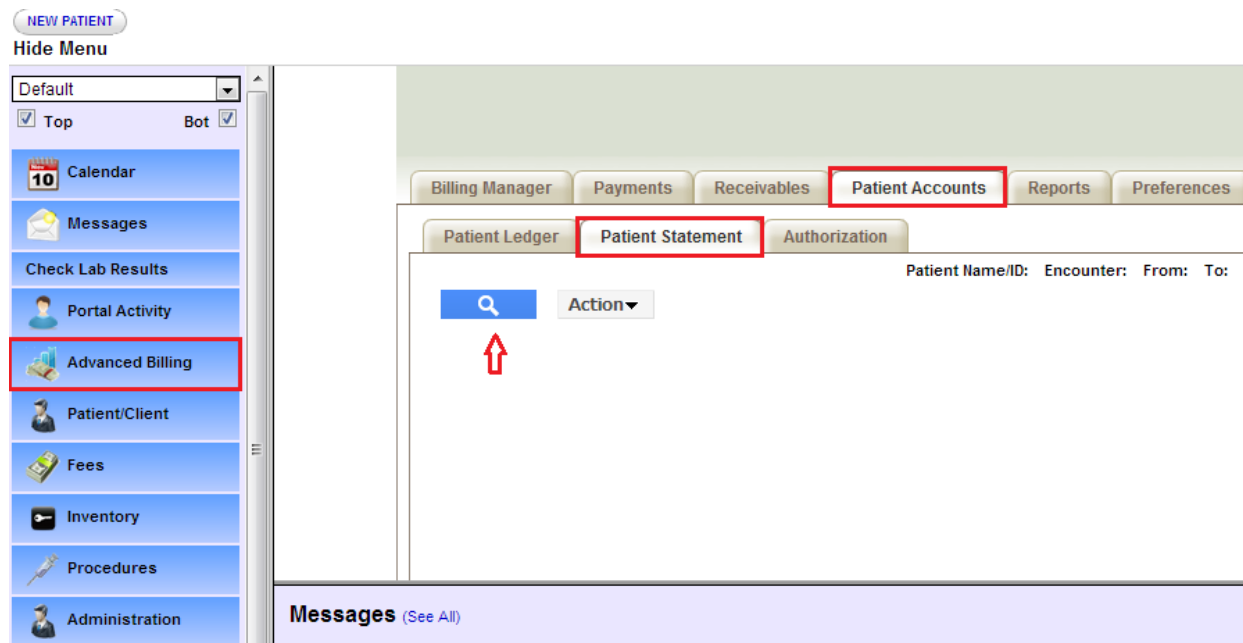 NEW PATIENT
Hide Menu
Default
Top Bot
10
Calendar
Messages
Check Lab Results
Portal Activity
Advanced Billing
Patient/Client
Fees
Inventory
Procedures
Administration
Billing Manager Payments Receivables Patient Accounts Reports Preferences
Patient Ledger Patient Statement Authorization
Patient Name/ID: Encounter: From: To:
Action
Messages (See All)